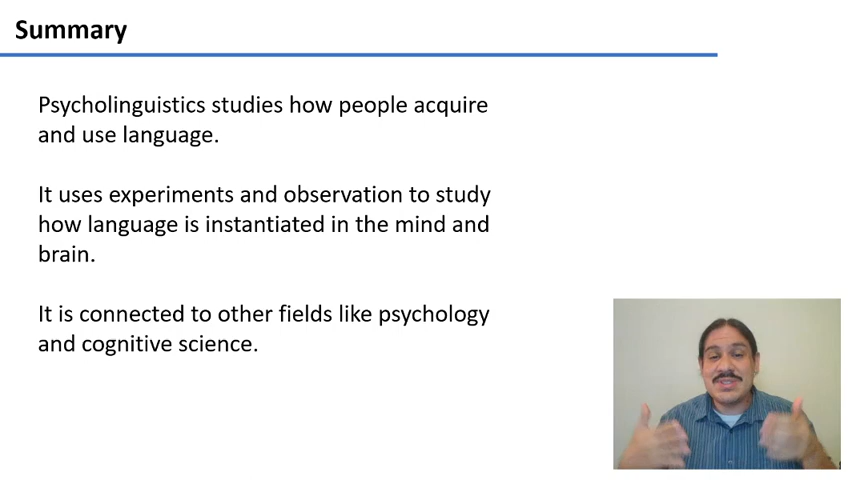 Summary
Psycholinguistics studies how people acquire
and use language.
It uses experiments and observation to study
how language is instantiated in the mind and
brain.
It is connected to other fields like psychology
and cognitive science.